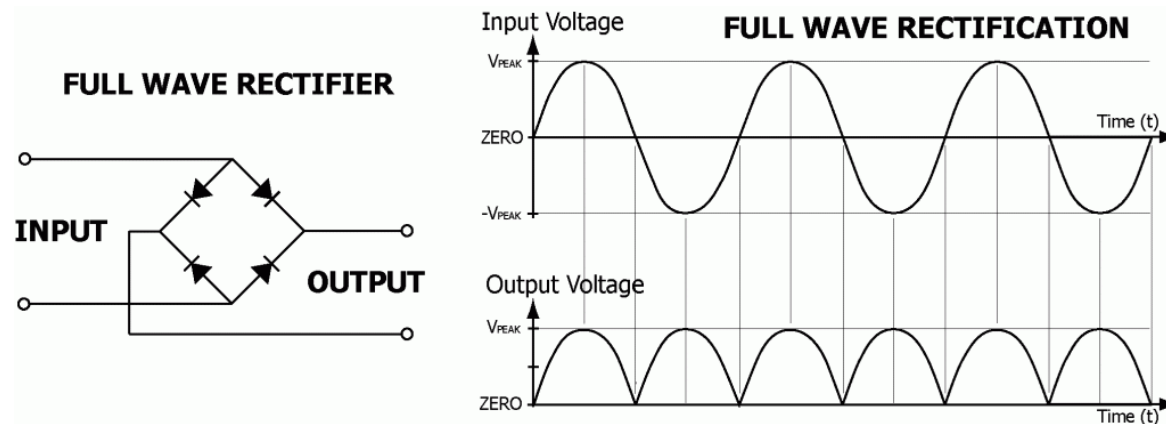 FULL WAVE RECTIFIER
INPUT
OUTPUT
FULL WAVE RECTIFICATION
Input Voltage
VPEAK
ZERO
-VPEAK
Time (t)
Output Voltage
VPEAK
ZERO
Time (t)